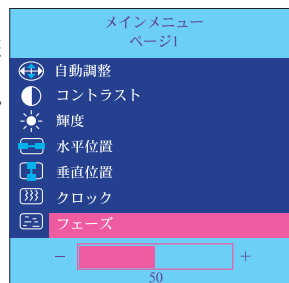 メインメニュー
ページ1
自動調整
コントラスト
輝度
水平位置
垂直位置
クロック
フェーズ
− +
50